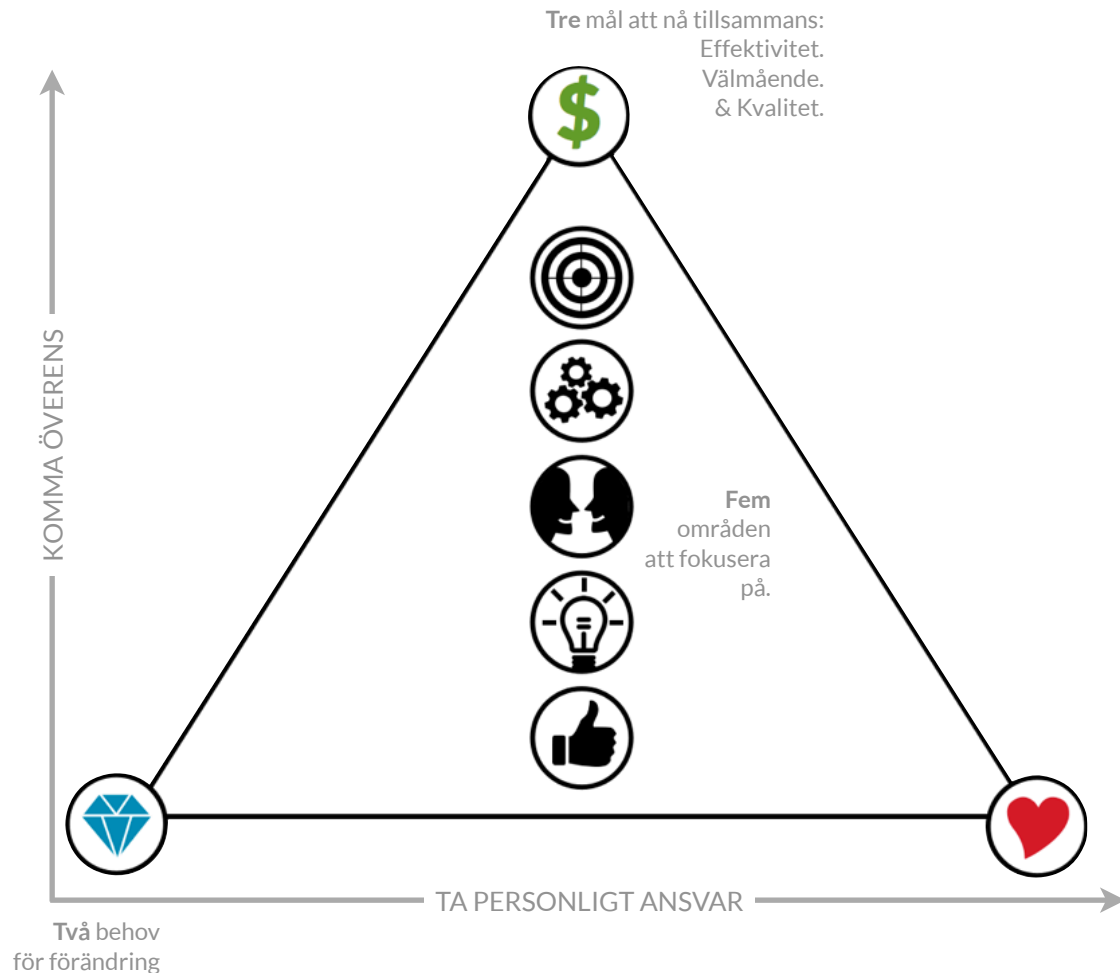 Tre mål att nå tillsammans:
Effektivitet.
Välmående.
& Kvalitet.
KOMMA ÖVERENS
Fem
områden
att fokusera
på.
TA PERSONLIGT ANSVAR
Två behov
för förändring